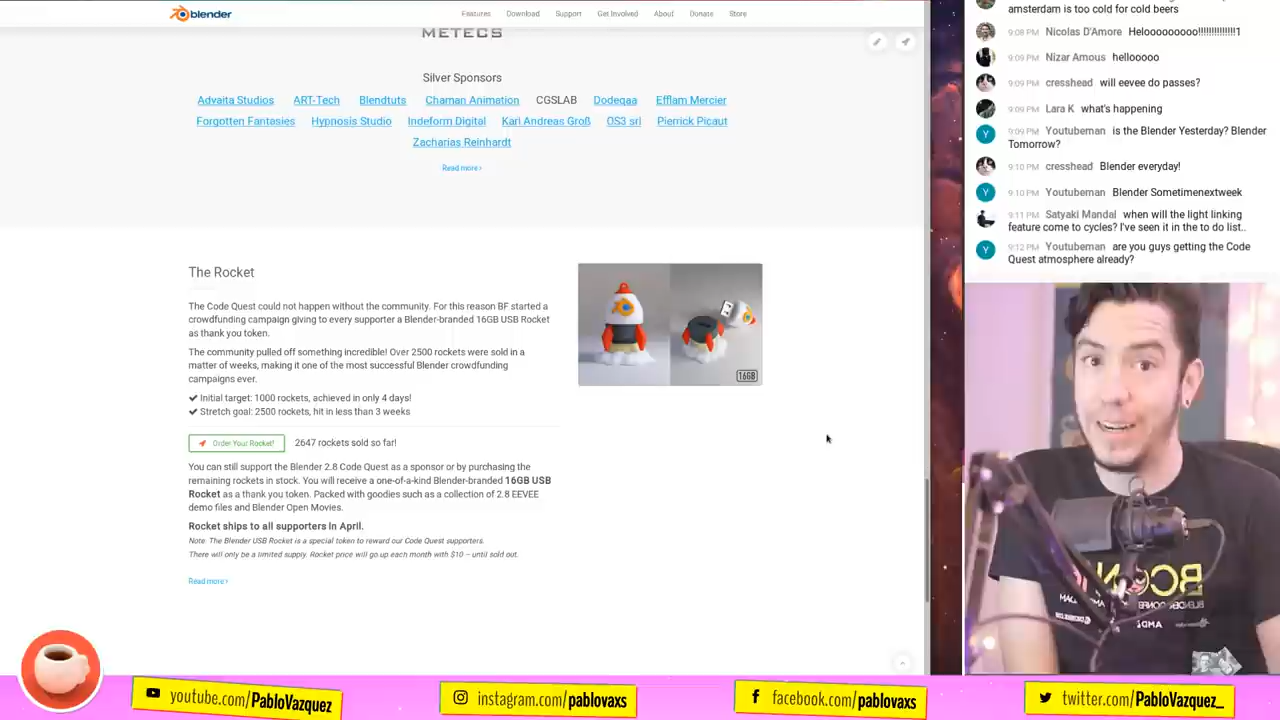 blender
Features Download Support Get Involved About Donate Store
METECS
Silver Sponsors
Advaita Studios ART-Tech Blendtuts Chaman Animation CGSLAB Dodeqaa Efflam Mercier
Forgotten Fantasies Hypnosis Studio Indeform Digital Karl Andreas Groß OS3 srl Pierrick Picaut
Zacharias Reinhardt
Read more ›
The Rocket
The Code Quest could not happen without the community. For this reason BF started a
crowdfunding campaign giving to every supporter a Blender-branded 16GB USB Rocket
as thank you token.
The community pulled off something incredible! Over 2500 rockets were sold in a
matter of weeks, making it one of the most successful Blender crowdfunding
campaigns ever.
Initial target: 1000 rockets, achieved in only 4 days!
Stretch goal: 2500 rockets, hit in less than 3 weeks
Order Your Rocket! 2647 rockets sold so far!
You can still support the Blender 2.8 Code Quest as a sponsor or by purchasing the
remaining rockets in stock. You will receive a one-of-a-kind Blender-branded 16GB USB
Rocket as a thank you token. Packed with goodies such as a collection of 2.8 EEVEE
demo files and Blender Open Movies.
Rocket ships to all supporters in April.
Note: The Blender USB Rocket is a special token to reward our Code Quest supporters.
There will only be a limited supply. Rocket price will go up each month with $10 – until sold out.
Read more ›
16GB
amsterdam is too cold for cold beers
9:08 PM Nicolas D'Amore Helooooooooo!!!!!!!!!!!!!!1
9:09 PM Nizar Amous hellooooo
9:09 PM cresshead will eevee do passes?
9:09 PM Lara K what's happening
9:09 PM Youtubeman is the Blender Yesterday? Blender
Tomorrow?
9:10 PM cresshead Blender everyday!
9:10 PM Youtubeman Blender Sometimenextweek
9:11 PM Satyaki Mandal when will the light linking
feature come to cycles? I've seen it in the to do list..
9:12 PM Youtubeman are you guys getting the Code
Quest atmosphere already?
Y
Y
Y
BCON
AMD
youtube.com/PabloVazquez
instagram.com/pablovaxs
facebook.com/pablovaxs
twitter.com/PabloVazquez_